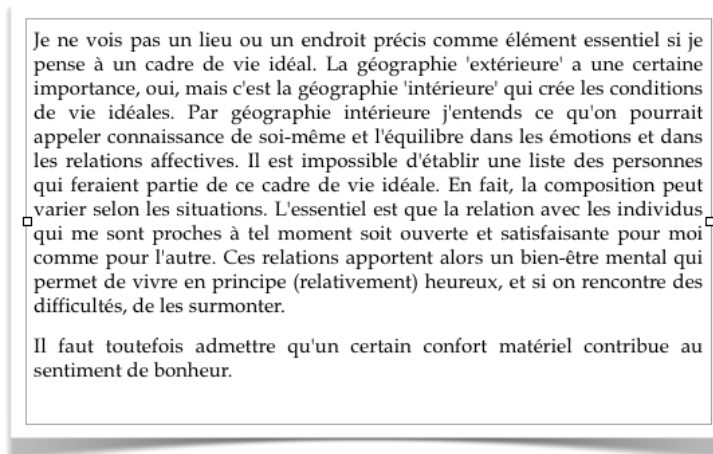 Je ne vois pas un lieu ou un endroit précis comme élément essentiel si je
pense à un cadre de vie idéal. La géographie 'extérieure' a une certaine
importance, oui, mais c'est la géographie 'intérieure' qui crée les conditions
de vie idéales. Par géographie intérieure j'entends ce qu'on pourrait
appeler connaissance de soi-même et l'équilibre dans les émotions et dans
les relations affectives. Il est impossible d'établir une liste des personnes
qui feraient partie de ce cadre de vie idéale. En fait, la composition peut
varier selon les situations. L'essentiel est que la relation avec les individus
qui me sont proches à tel moment soit ouverte et satisfaisante pour moi
comme pour l'autre. Ces relations apportent alors un bien-être mental qui
permet de vivre en principe (relativement) heureux, et si on rencontre des
difficultés, de les surmonter.
Il faut toutefois admettre qu'un certain confort matériel contribue au
sentiment de bonheur.